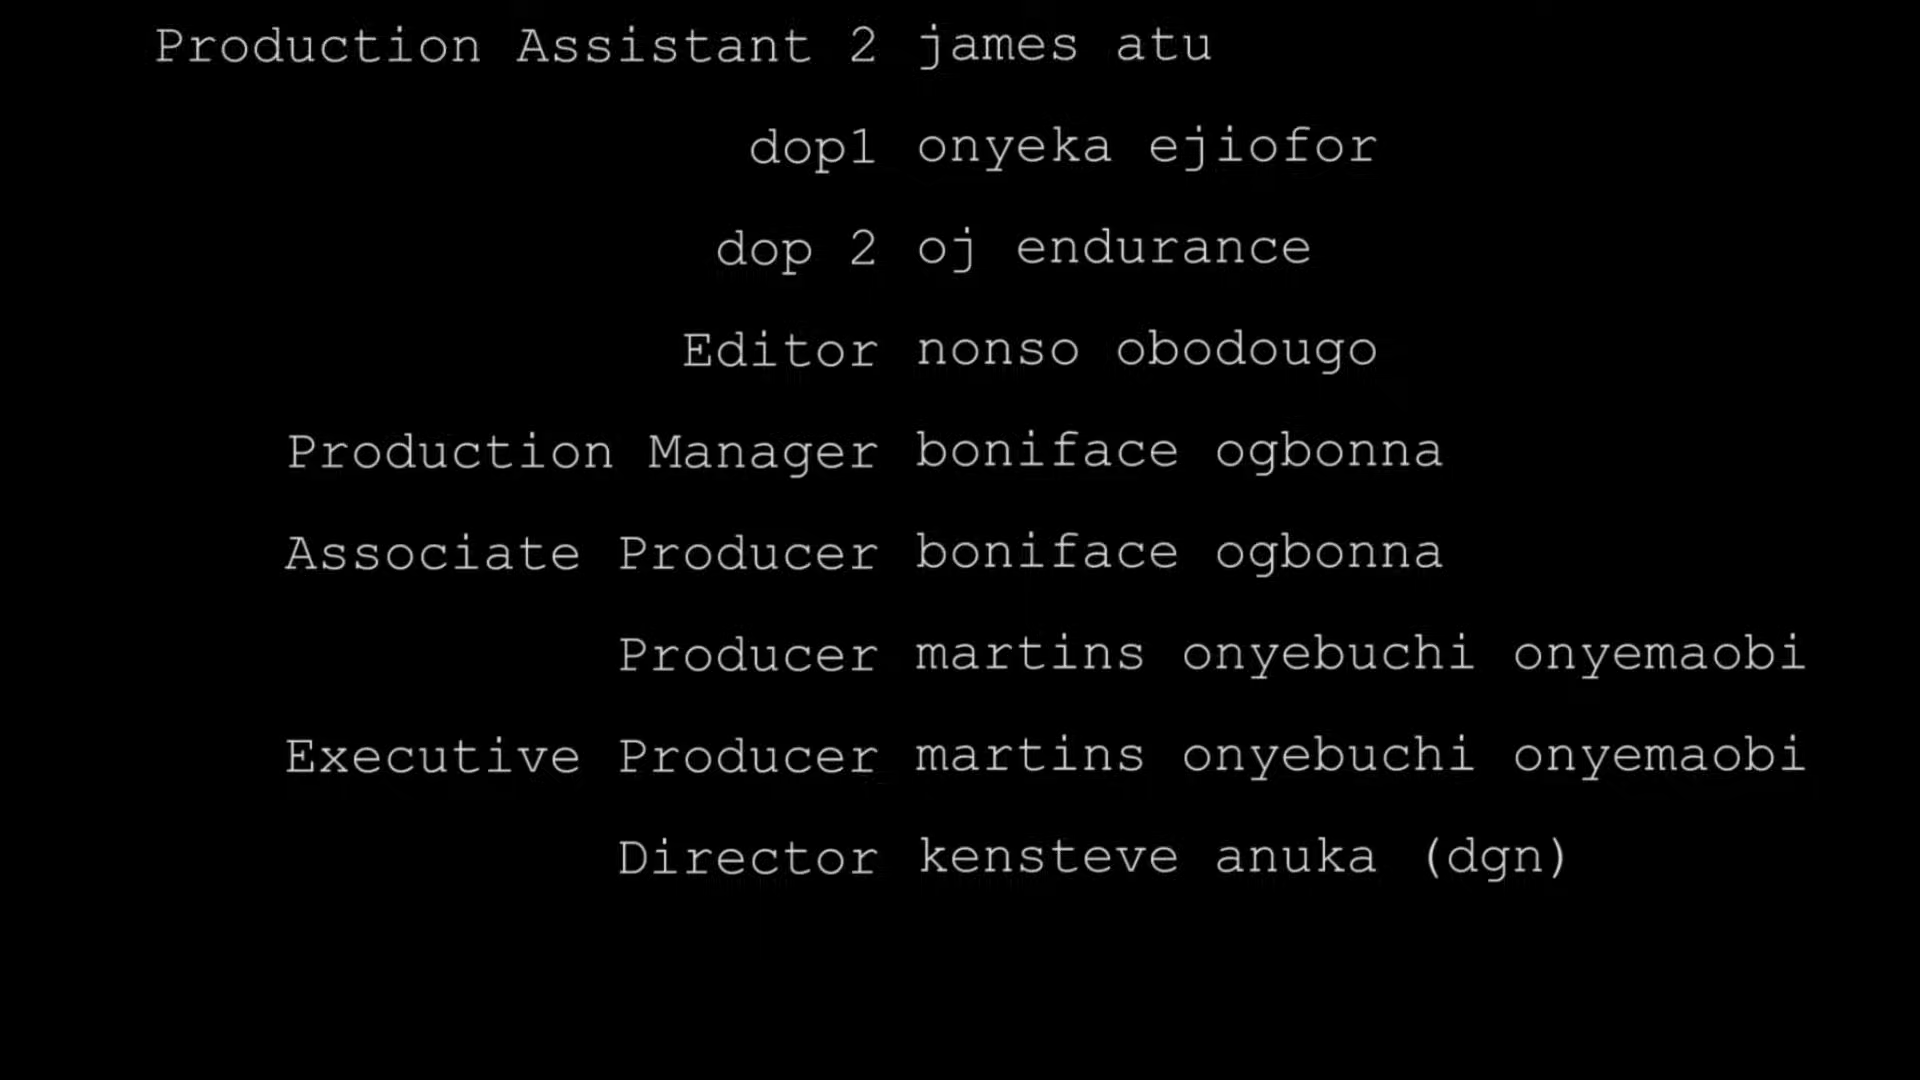 Production Assistant 2 james atu
dop1 onyeka ejiofor
dop 2 oj endurance
Editor nonso obodougo
Production Manager boniface ogbonna
Associate Producer boniface ogbonna
Producer martins onyebuchi onyemaobi
Executive Producer martins onyebuchi onyemaobi
Director kensteve anuka (dgn)